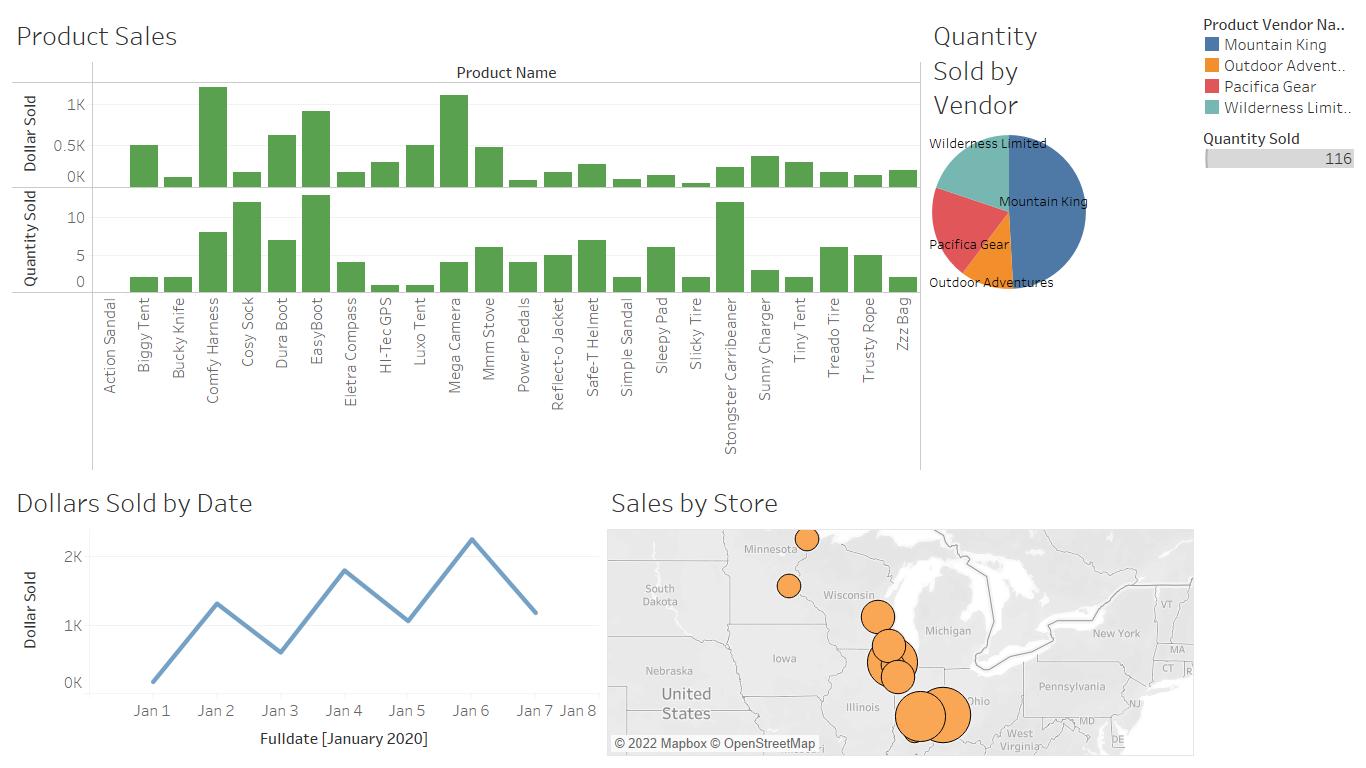 Product Sales
Product Name
Dollar Sold
1K
0.5K
0K
Quantity Sold
10
5
0
Action Sandal
Biggy Tent
Bucky Knife
Comfy Harness
Cosy Sock
Dura Boot
EasyBoot
Eletra Compass
HI-Tec GPS
Luxo Tent
Mega Camera
Mmm Stove
Power Pedals
Reflect-o Jacket
Safe-T Helmet
Simple Sandal
Sleepy Pad
Slicky Tire
Stongster Carribeaner
Sunny Charger
Tiny Tent
Treado Tire
Trusty Rope
Zzz Bag
Quantity
Sold by
Vendor
Wilderness Limited
Mountain King
Pacifica Gear
Outdoor Adventures
Product Vendor Na..
Mountain King
Outdoor Advent..
Pacifica Gear
Wilderness Limit..
Quantity Sold
116
Dollars Sold by Date
Dollar Sold
2K
1K
0K
Jan 1 Jan 2 Jan 3 Jan 4 Jan 5 Jan 6 Jan 7 Jan 8
Fulldate [January 2020]
Sales by Store
Minnesota
South
Dakota
Wisconsin
Michigan
VT
New York
MA
CT R
Iowa
Nebraska
Pennsylvania
United
States
Illinois
Ohio
NJ
MD
DE
West
Virginia
© 2022 Mapbox © OpenStreetMap